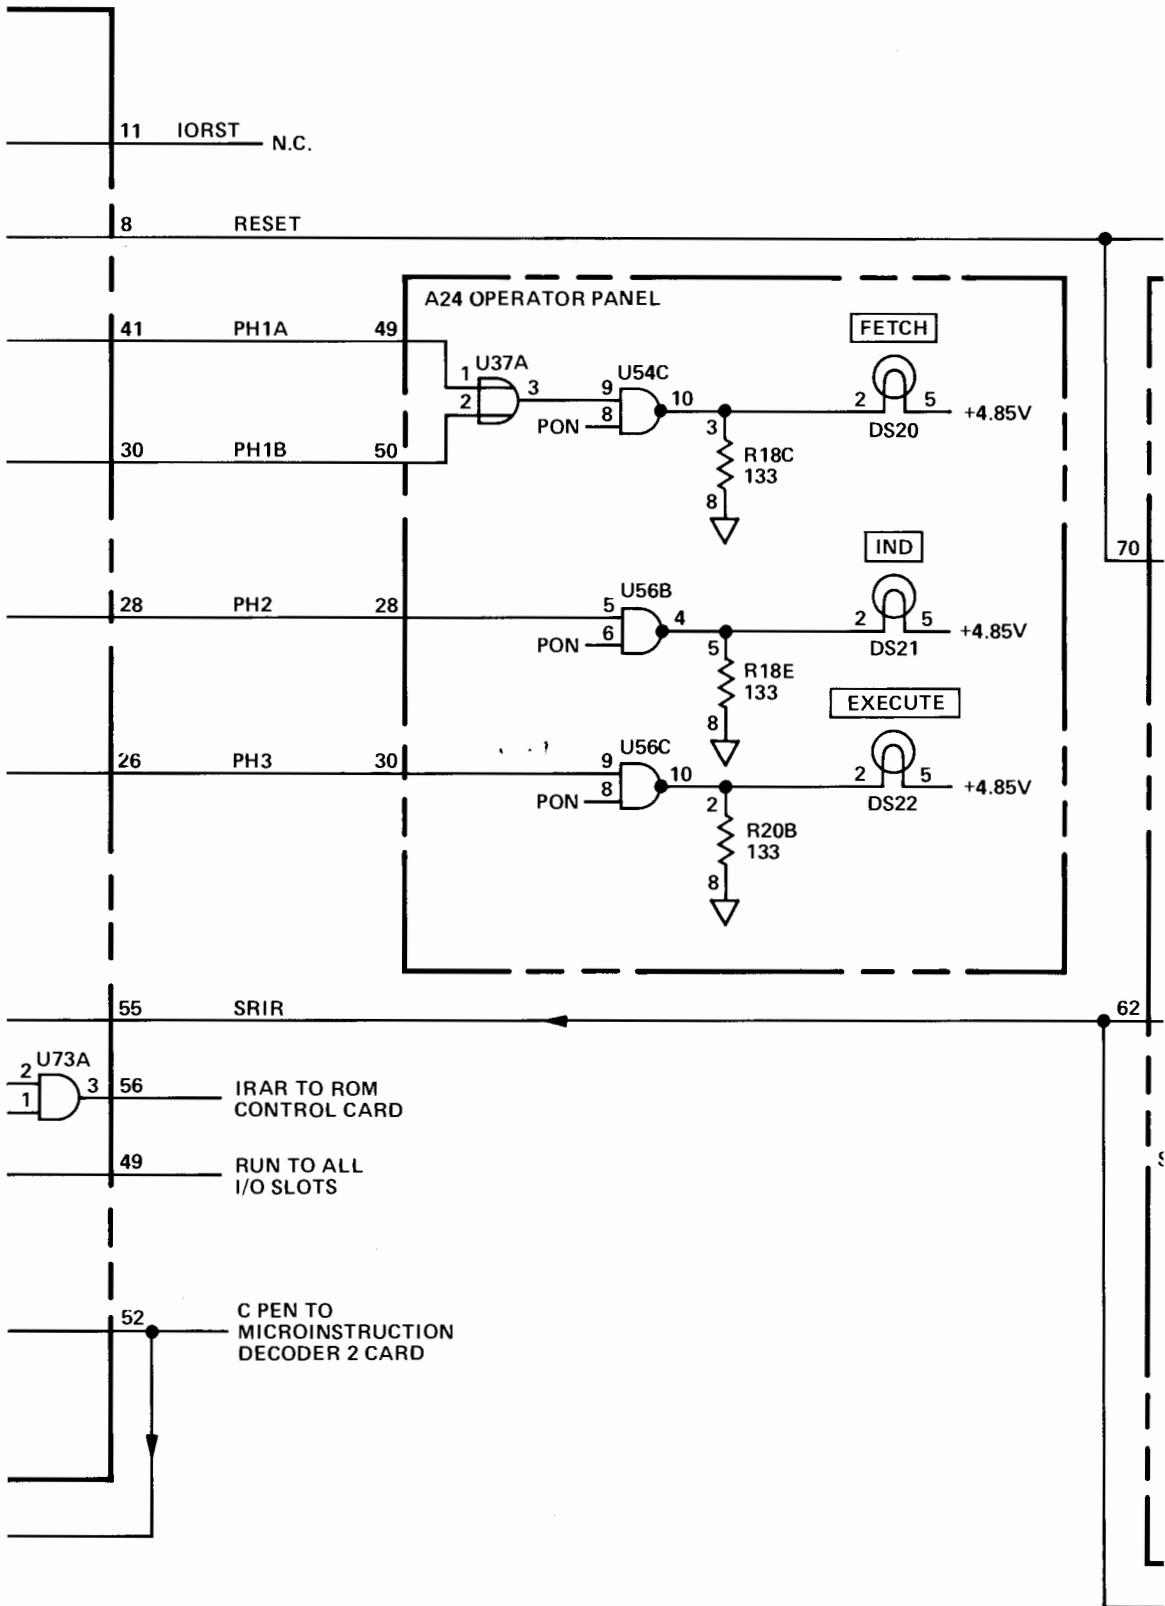 11 IORST N.C.
8 RESET
A24 OPERATOR PANEL
FETCH
41 PH1A 49
1 U37A 3
2
9 U54C 10
PON 8
2 5 +4.85V
DS20
3
R18C
133
8
30 PH1B 50
IND
70
28 PH2 28
5 U56B 4
PON 6
2 5 +4.85V
DS21
5
R18E
133
8
EXECUTE
26 PH3 30
9 U56C 10
PON 8
2 5 +4.85V
DS22
2
R20B
133
8
55 SRIR 62
U73A
2
1
3 56 IRAR TO ROM
CONTROL CARD
49 RUN TO ALL
I/O SLOTS
52 C PEN TO
MICROINSTRUCTION
DECODER 2 CARD